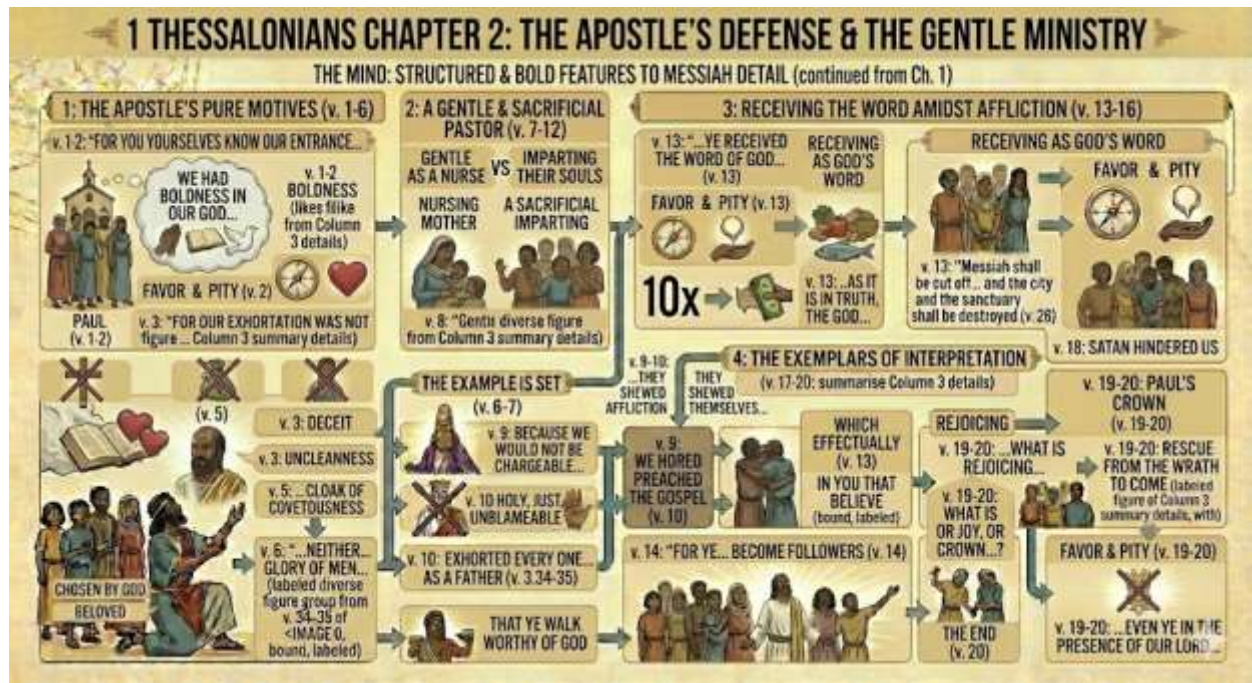 1 THESSALONIANS CHAPTER 2: THE APOSTLE'S DEFENSE & THE GENTLE MINISTRY
THE MIND: STRUCTURED & BOLD FEATURES TO MESSIAH DETAIL (continued from Ch. 1)
1: THE APOSTLE'S PURE MOTIVES (v. 1-6)
v. 1-2: "FOR YOU YOURSELVES KNOW OUR ENTRANCE...
WE HAD
BOLDNESS IN
OUR GOD...
v. 1-2
BOLDNESS
(likes filike
from Column
3 details)
FAVOR & PITY (v. 2)
PAUL
(v. 1-2)
v. 3: "FOR OUR EXHORTATION WAS NOT
figure ... Column 3 summary details)
(v. 5)
v. 3: DECEIT
v. 3: UNCLEANNESS
v. 5: ...CLOAK OF
COVETOUSNESS
v. 6: "...NEITHER...
GLORY OF MEN...
(labeled diverse
figure group from
v. 34-35 of
<IMAGE 0,
bound, labeled)
CHOSEN BY GOD
BELOVED
2: A GENTLE & SACRIFICIAL
PASTOR (v. 7-12)
GENTLE
AS A NURSE
VS
IMPARTING
THEIR SOULS
NURSING
MOTHER
A SACRIFICIAL
IMPARTING
v. 8: "Gentle diverse figure
from Column 3 summary details)
THE EXAMPLE IS SET
(v. 6-7)
v. 9: BECAUSE WE
WOULD NOT BE
CHARGEABLE...
v. 10 HOLY, JUST,
UNBLAMEABLE
v. 10: EXHORTED EVERY ONE...
AS A FATHER (v. 3.34-35)
THAT YE WALK
WORTHY OF GOD
3: RECEIVING THE WORD AMIDST AFFLICTION (v. 13-16)
v. 13: "...YE RECEIVED
THE WORD OF GOD...
(v. 13)
RECEIVING
AS GOD'S
WORD
FAVOR & PITY (v. 13)
10x
v. 13: ...AS IT
IS IN TRUTH,
THE GOD...
RECEIVING AS GOD'S WORD
FAVOR & PITY
v. 13: "Messiah shall
be cut off... and the city
and the sanctuary
shall be destroyed (v. 26)
v. 18: SATAN HINDERED US
4: THE EXEMPLARS OF INTERPRETATION
(v. 17-20: summarise Column 3 details)
v. 9-10:
...THEY
SHEWED
AFFLICTION
THEY
SHEWED
THEMSELVES...
v. 9:
WE HORED
PREACHED
THE GOSPEL
(v. 10)
WHICH
EFFECTUALLY
(v. 13)
IN YOU THAT
BELIEVE
(bound, labeled)
REJOICING
v. 19-20: ...WHAT IS
REJOICING...
v. 19-20:
WHAT IS
OR JOY, OR
CROWN...?
v. 19-20: PAUL'S
CROWN
(v. 19-20)
v. 19-20: RESCUE
FROM THE WRATH
TO COME (labeled
figure of Column 3
summary details, with)
v. 14: "FOR YE... BECOME FOLLOWERS (v. 14)
THE END
(v. 20)
FAVOR & PITY (v. 19-20)
v. 19-20: ...EVEN YE IN THE
PRESENCE OF OUR LORD...